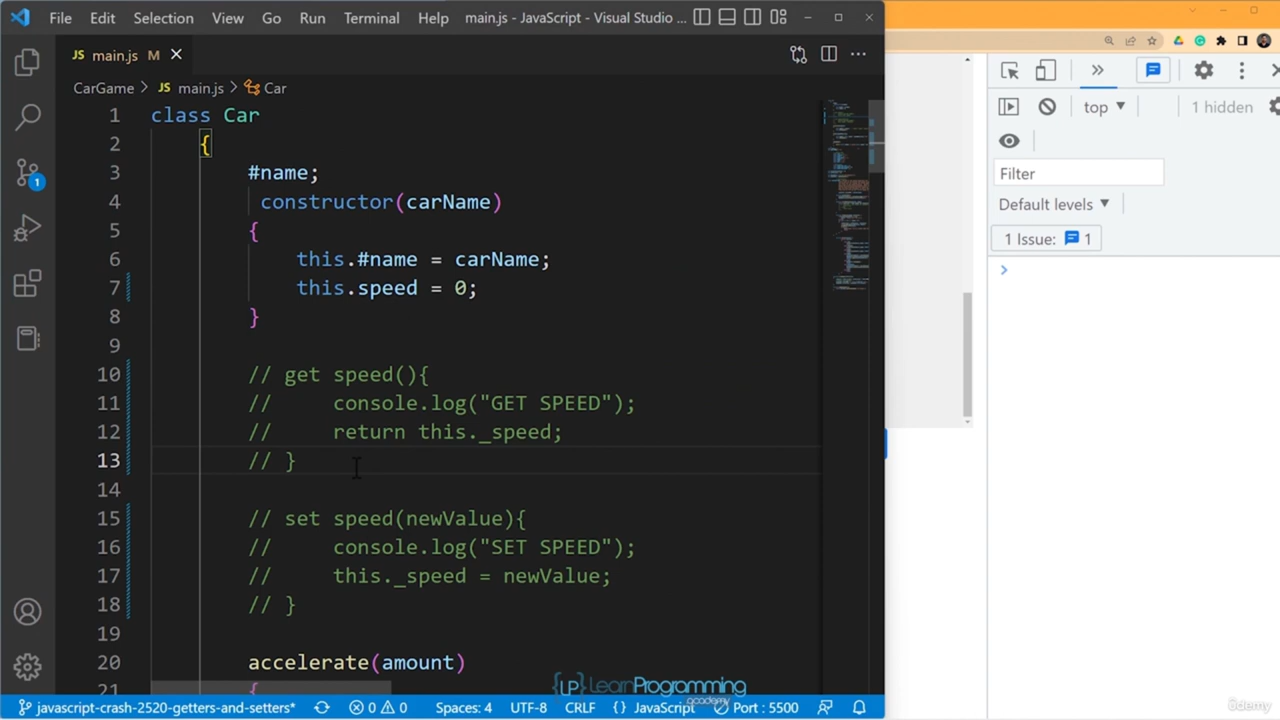 File Edit Selection View Go Run Terminal Help main.js - JavaScript - Visual Studio ...
JS main.js M
CarGame > JS main.js > Car
1 class Car
2 {
3 #name;
4 constructor(carName)
5 {
6 this.#name = carName;
7 this.speed = 0;
8 }
9
10 // get speed(){
11 // console.log("GET SPEED");
12 // return this._speed;
13 // }
14
15 // set speed(newValue){
16 // console.log("SET SPEED");
17 // this._speed = newValue;
18 // }
19
20 accelerate(amount)
21 {
1
javascript-crash-2520-getters-and-setters* 0 0 Spaces: 4 UTF-8 CRLF {} JavaScript Port : 5500
{LP} LearnProgramming
academy
top 1 hidden
Filter
Default levels
1 Issue: 1
ûdemy